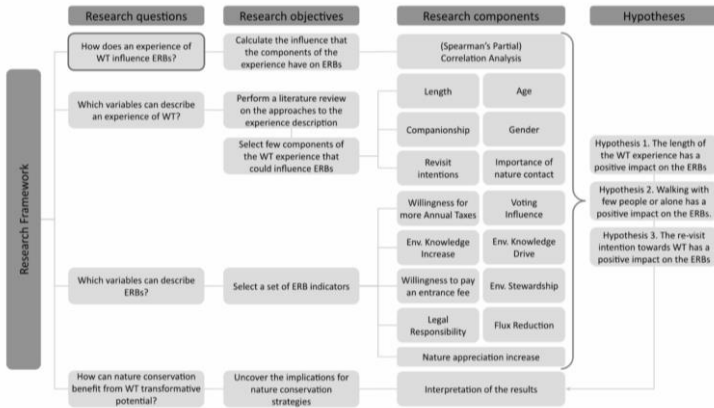 Research questions
Research objectives
Research components
Hypotheses
Research Framework
How does an experience of
WT influence ERBs?
Calculate the influence that
the components of the
experience have on ERBs
(Spearman's Partial)
Correlation Analysis
Which variables can describe
an experience of WT?
Perform a literature review
on the approaches to the
experience description
Select few components of
the WT experience that
could influence ERBs
Length
Age
Companionship
Gender
Revisit
intentions
Importance of
nature contact
Willingness for
more Annual Taxes
Voting
Influence
Env. Knowledge
Increase
Env. Knowledge
Drive
Which variables can describe
ERBs?
Select a set of ERB indicators
Willingness to pay
an entrance fee
Env. Stewardship
Legal
Responsibility
Flux Reduction
Nature appreciation increase
Hypothesis 1. The length of
the WT experience has a
positive impact on the ERBs
Hypothesis 2. Walking with
few people or alone has a
positive impact on the ERBs.
Hypothesis 3. The re-visit
intention towards WT has a
positive impact on the ERBs
How can nature conservation
benefit from WT transformative
potential?
Uncover the implications for
nature conservation
strategies
Interpretation of the results